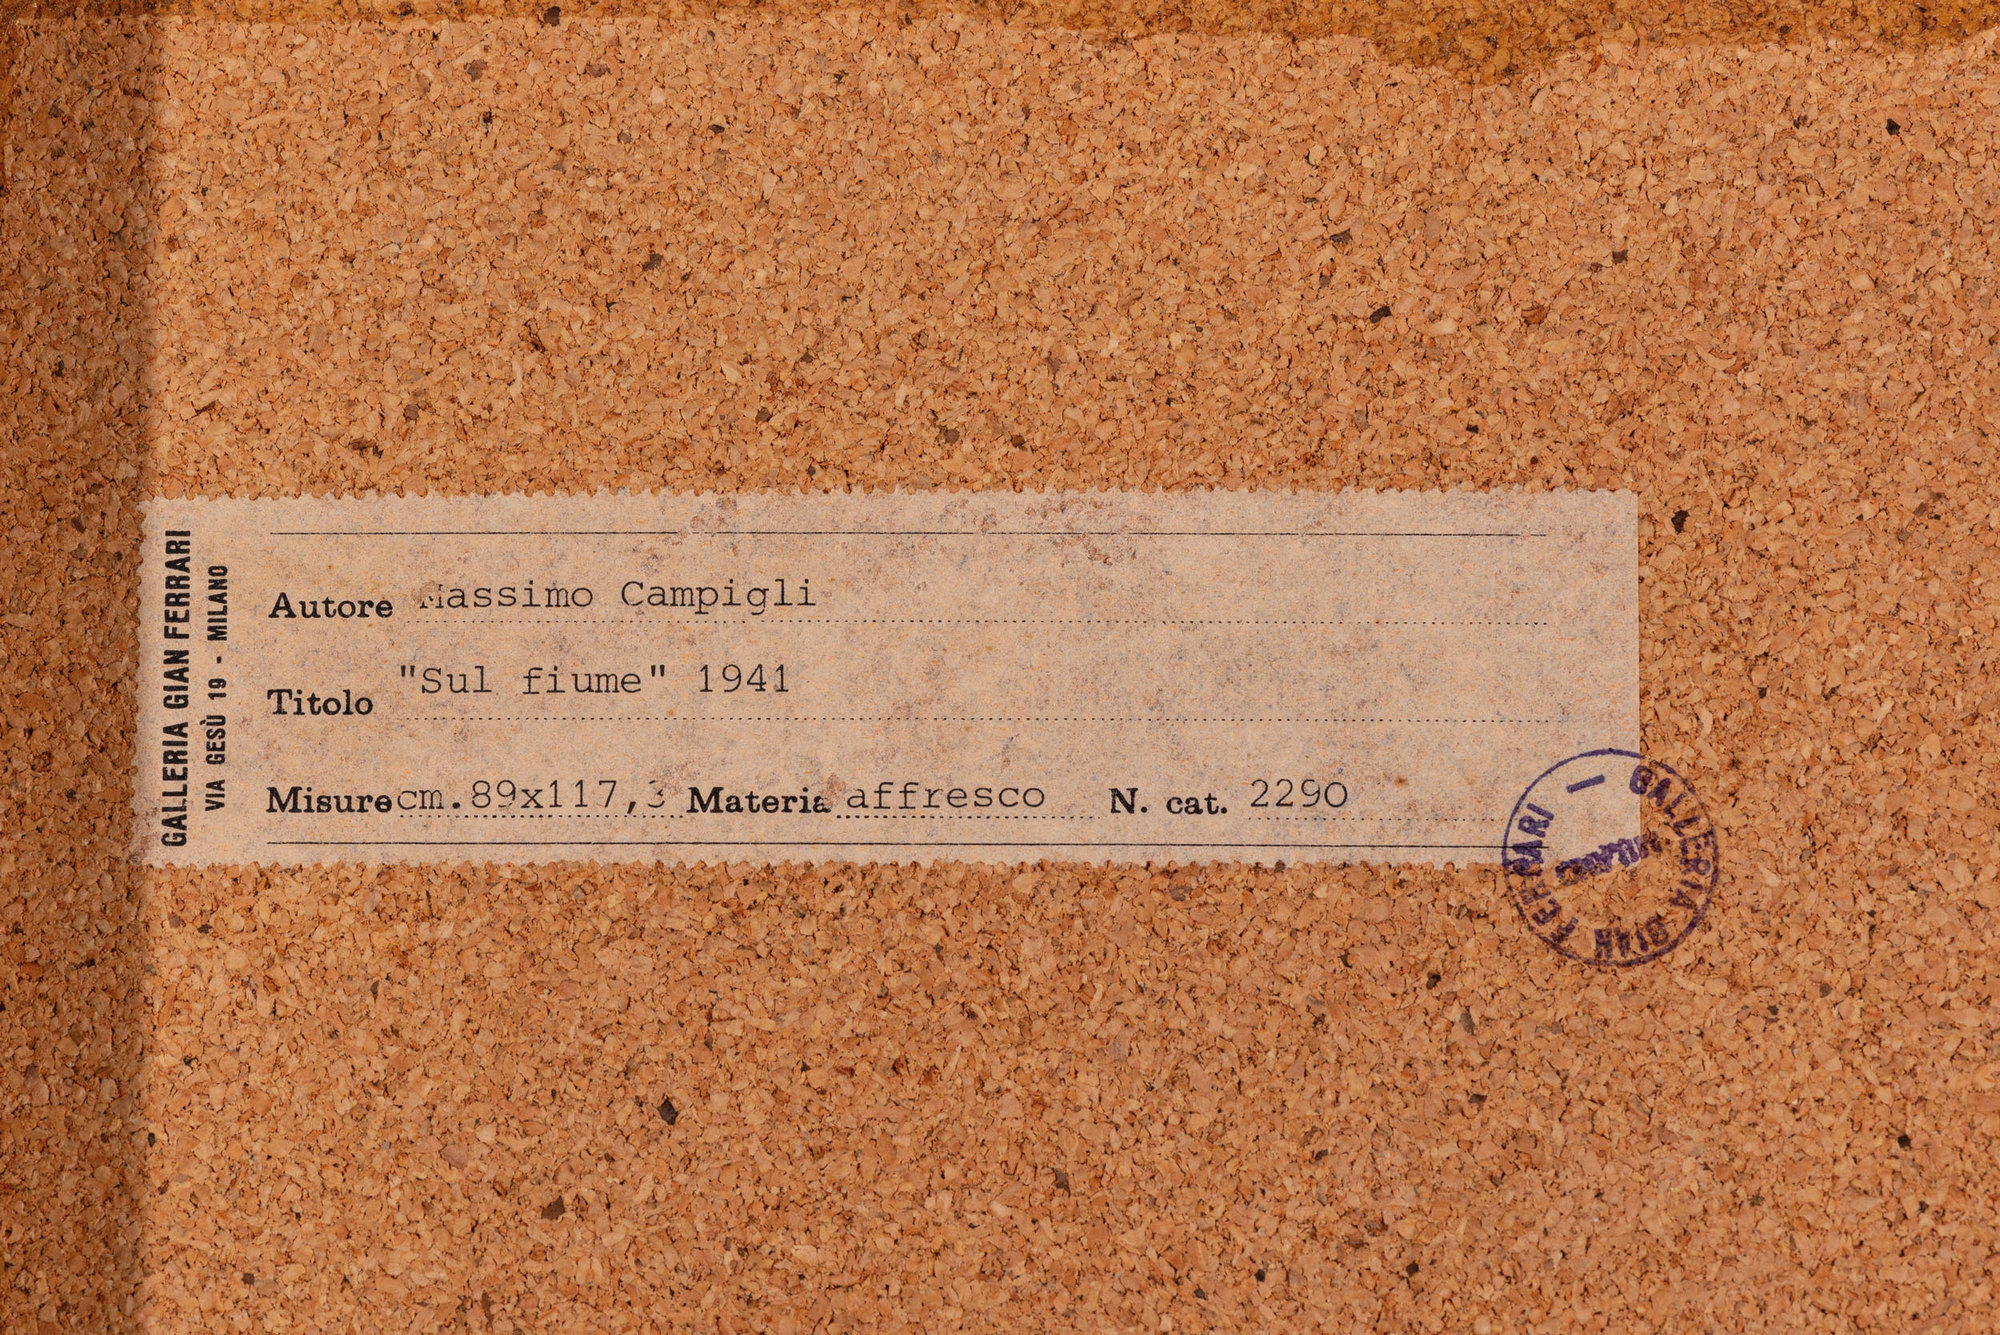 GALLERIA GIAN FERRARI
VIA GESÙ 19 - MILANO
Autore Massimo Campigli
Titolo "Sul fiume" 1941
Misure cm.89x117,3 Materia affresco N. cat. 2290
GALLERIA GIAN FERRARI —
MILANO